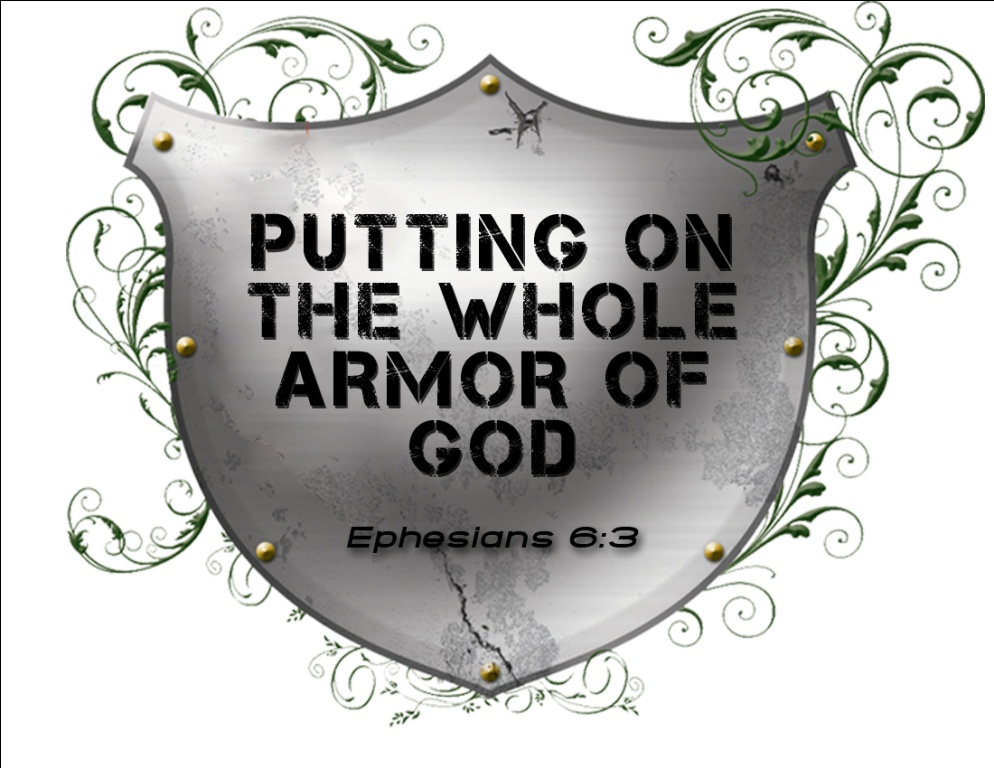 PUTTING ON
THE WHOLE
ARMOR OF
GOD
Ephesians 6:3